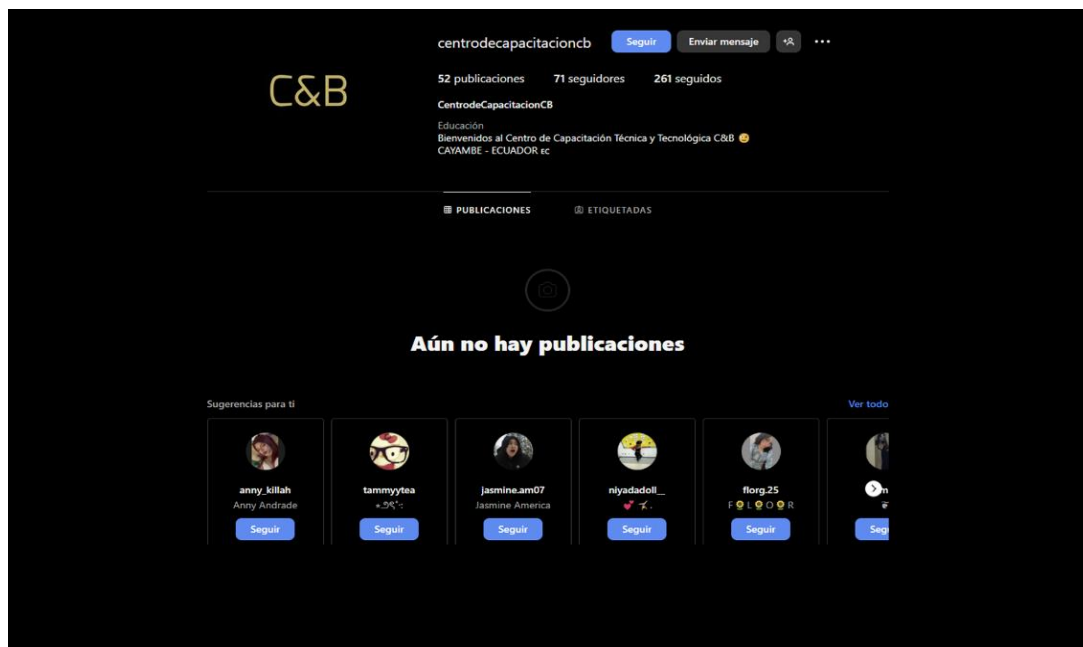 centrodecapacitacioncb Seguir Enviar mensaje
C&B
52 publicaciones 71 seguidores 261 seguidos
CentrodeCapacitacionCB
Educación
Bienvenidos al Centro de Capacitación Técnica y Tecnológica C&B 😉
CAYAMBE - ECUADOR EC
PUBLICACIONES ETIQUETADAS
Aún no hay publicaciones
Sugerencias para ti Ver todo
anny_killah tammyytea jasmine.am07 niyadadoll__ florg.25
Anny Andrade Jasmine America F🌻L🌻O🌻R
Seguir Seguir Seguir Seguir Seguir